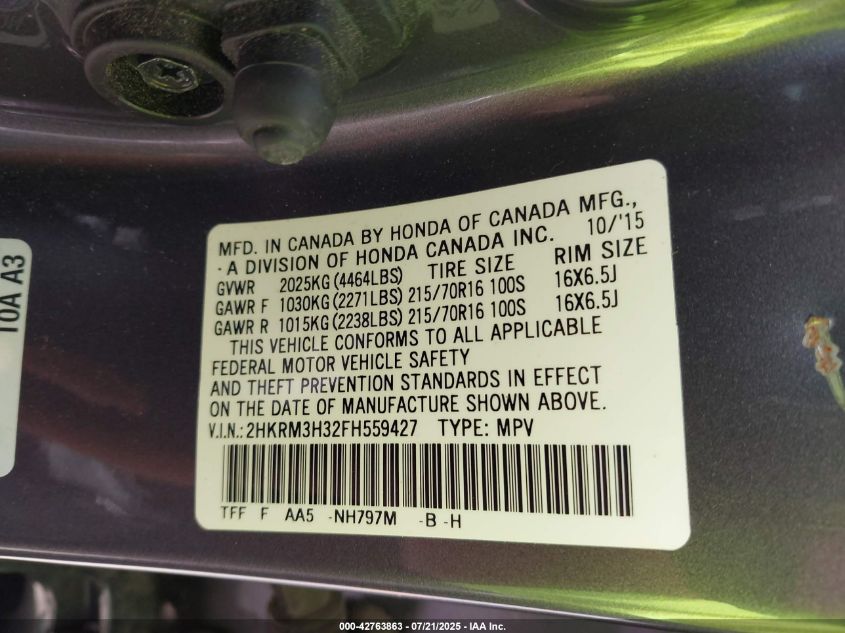 MFD. IN CANADA BY HONDA OF CANADA MFG.,
-A DIVISION OF HONDA CANADA INC. 10/'15
GVWR 2025KG (4464LBS) TIRE SIZE RIM SIZE
GAWR F 1030KG (2271LBS) 215/70R16 100S 16X6.5J
GAWR R 1015KG (2238LBS) 215/70R16 100S 16X6.5J
THIS VEHICLE CONFORMS TO ALL APPLICABLE
FEDERAL MOTOR VEHICLE SAFETY
AND THEFT PREVENTION STANDARDS IN EFFECT
ON THE DATE OF MANUFACTURE SHOWN ABOVE.
V.I.N.: 2HKRM3H32FH559427 TYPE: MPV
TFF F AA5 -NH797M -B -H
T0A A3
000-42763863 - 07/21/2025 - IAA Inc.